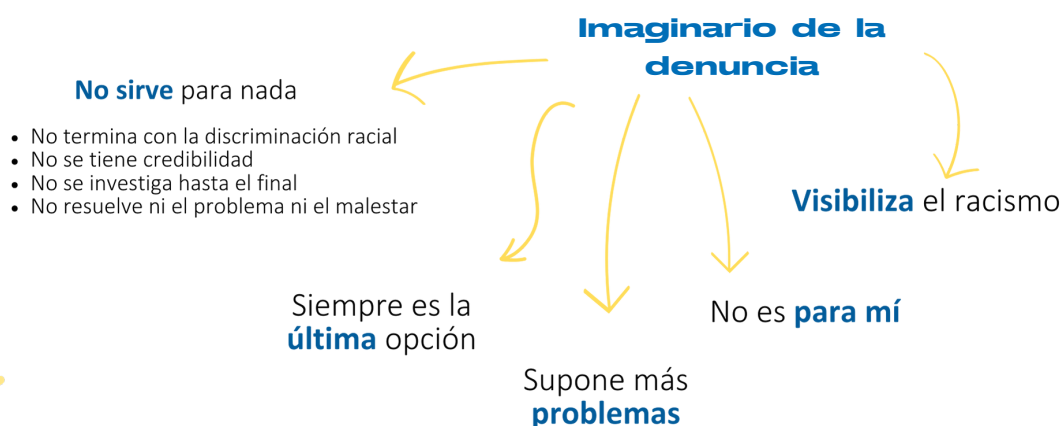 Imaginario de la
denuncia
No sirve para nada
• No termina con la discriminación racial
• No se tiene credibilidad
• No se investiga hasta el final
• No resuelve ni el problema ni el malestar
Siempre es la
última opción
Supone más
problemas
No es para mí
Visibiliza el racismo